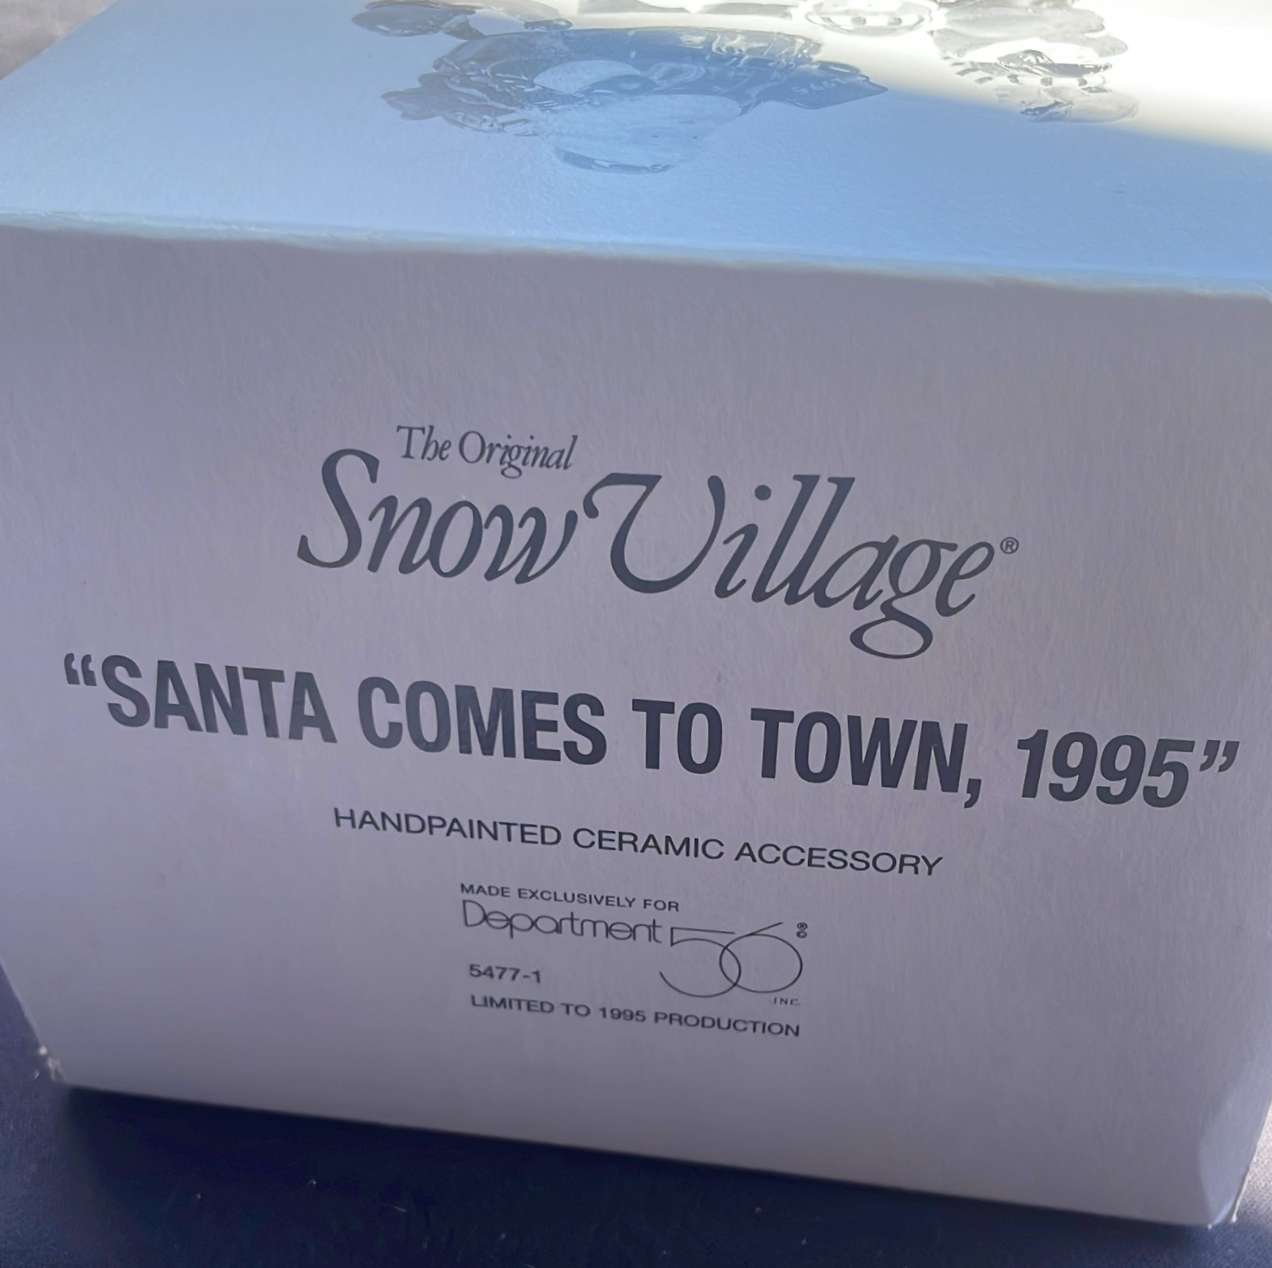 The Original
Snow Village®
“SANTA COMES TO TOWN, 1995”
HANDPAINTED CERAMIC ACCESSORY
MADE EXCLUSIVELY FOR
Department 56®
INC.
5477-1
LIMITED TO 1995 PRODUCTION